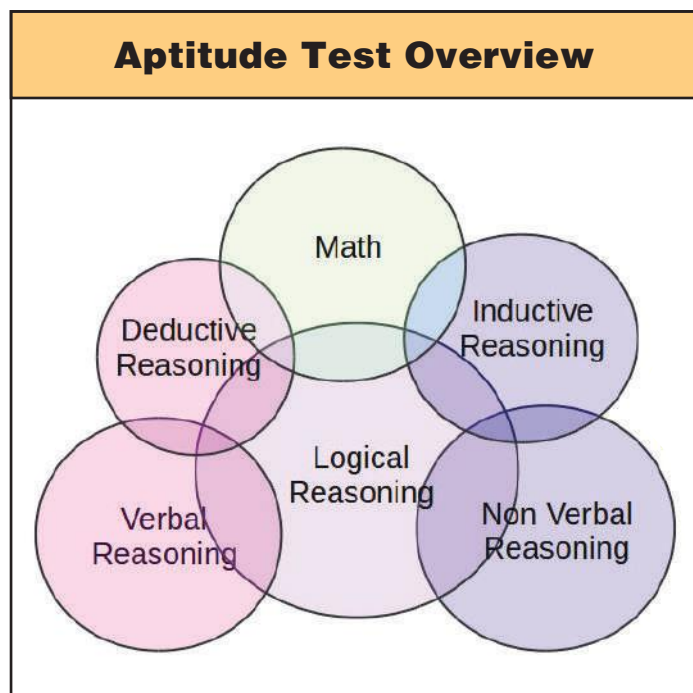 Aptitude Test Overview
Math
Deductive
Reasoning
Inductive
Reasoning
Logical
Reasoning
Verbal
Reasoning
Non Verbal
Reasoning